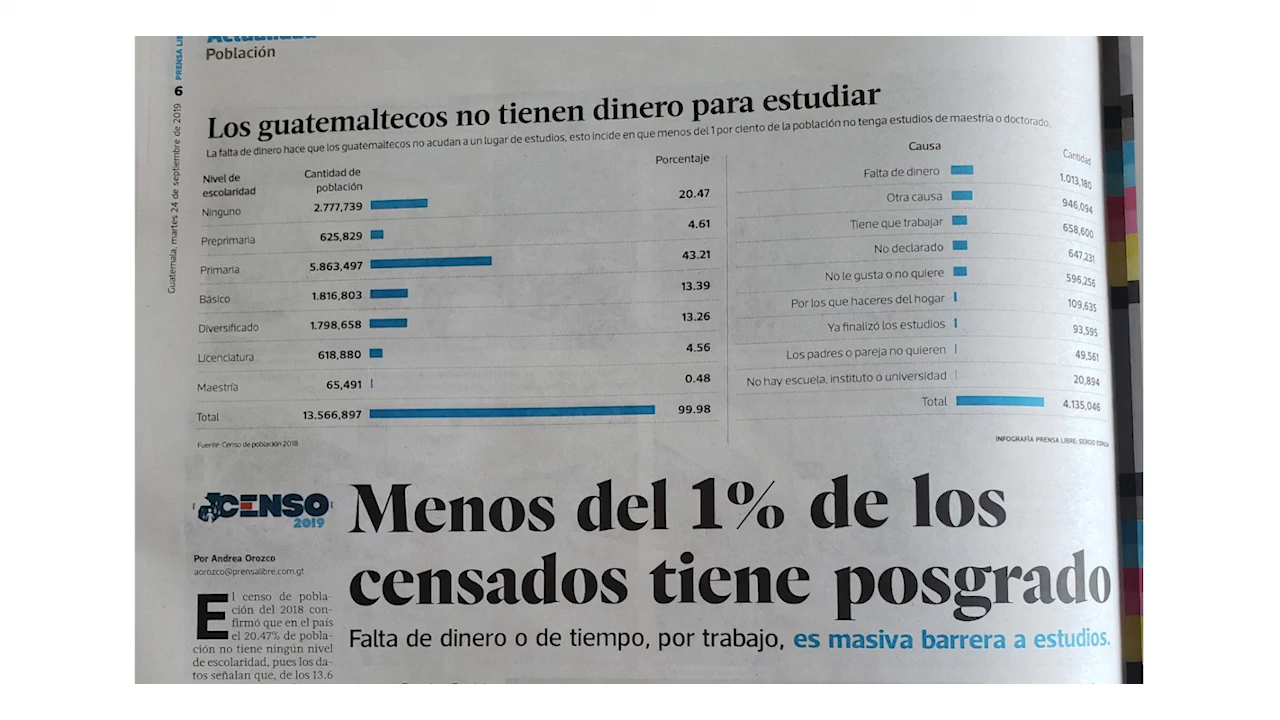 Actualidad
Población
Guatemala, martes 24 de septiembre de 2019 6 PRENSA LI
Los guatemaltecos no tienen dinero para estudiar
La falta de dinero hace que los guatemaltecos no acudan a un lugar de estudios, esto incide en que menos del 1 por ciento de la población no tenga estudios de maestría o doctorado.
Nivel de escolaridad Cantidad de población Porcentaje
Ninguno 2.777,739 20.47
Preprimaria 625,829 4.61
Primaria 5.863,497 43.21
Básico 1.816,803 13.39
Diversificado 1.798,658 13.26
Licenciatura 618,880 4.56
Maestría 65,491 0.48
Total 13.566,897 99.98
Fuente: Censo de población 2018
Causa Cantidad
Falta de dinero 1.013,180
Otra causa 946,094
Tiene que trabajar 658,600
No declarado 647,231
No le gusta o no quiere 596,256
Por los que haceres del hogar 109,635
Ya finalizó los estudios 93,595
Los padres o pareja no quieren 49,561
No hay escuela, instituto o universidad 20,894
Total 4.135,046
INFOGRAFÍA PRENSA LIBRE: SERGIO
CENSO
2019
Menos del 1% de los
censados tiene posgrado
Falta de dinero o de tiempo, por trabajo, es masiva barrera a estudios.
Por Andrea Orozco
aorozco@prensalibre.com.gt
El censo de pobla-
ción del 2018 con-
firmó que en el país
el 20.47% de pobla-
ción no tiene ningún nivel
de escolaridad, pues los da-
tos señalan que, de los 13.6